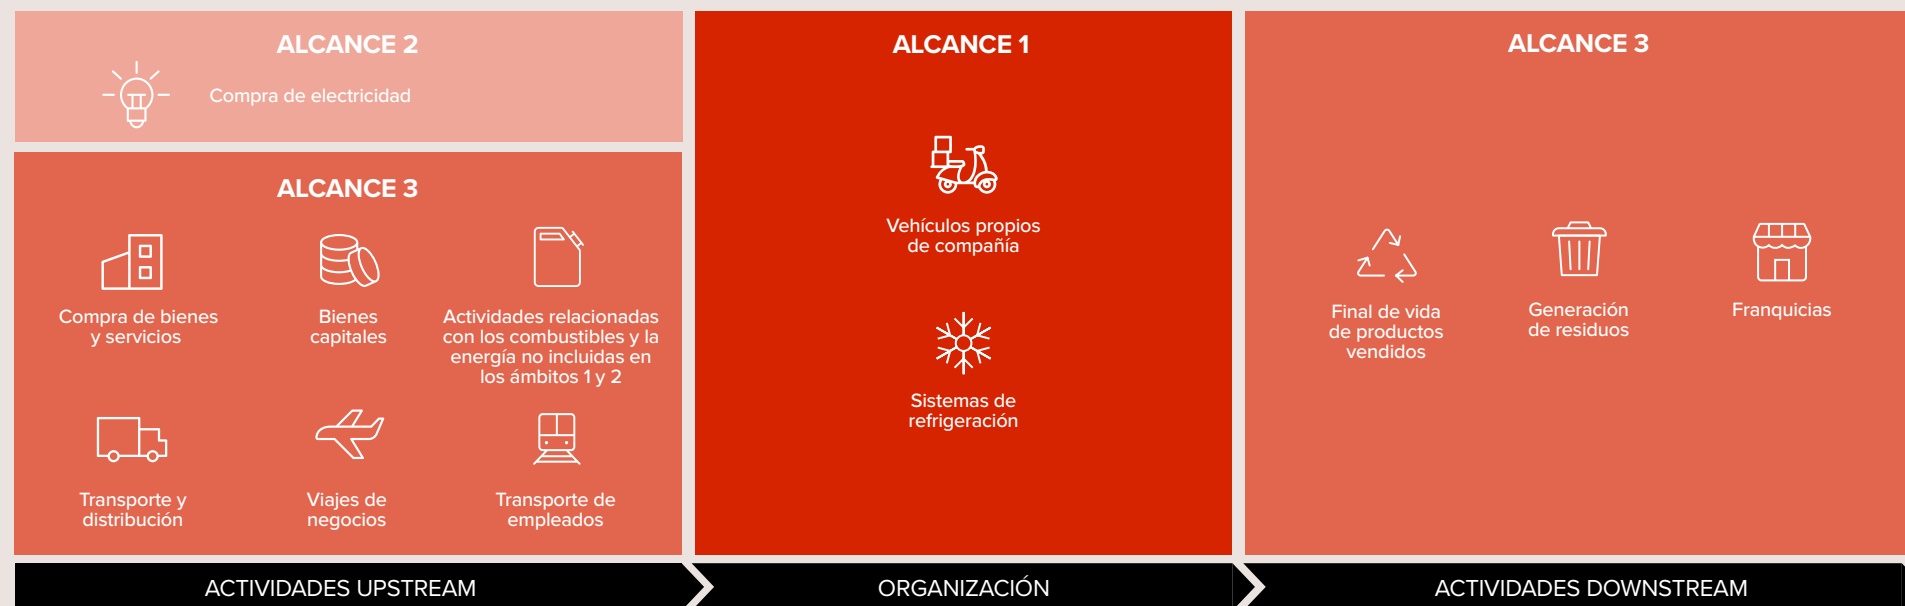 ALCANCE 2
Compra de electricidad
ALCANCE 3
Compra de bienes
y servicios
Bienes
capitales
Actividades relacionadas
con los combustibles y la
energía no incluidas en
los ámbitos 1 y 2
Transporte y
distribución
Viajes de
negocios
Transporte de
empleados
ACTIVIDADES UPSTREAM
ALCANCE 1
Vehículos propios
de compañía
Sistemas de
refrigeración
ORGANIZACIÓN
ALCANCE 3
Final de vida
de productos
vendidos
Generación
de residuos
Franquicias
ACTIVIDADES DOWNSTREAM